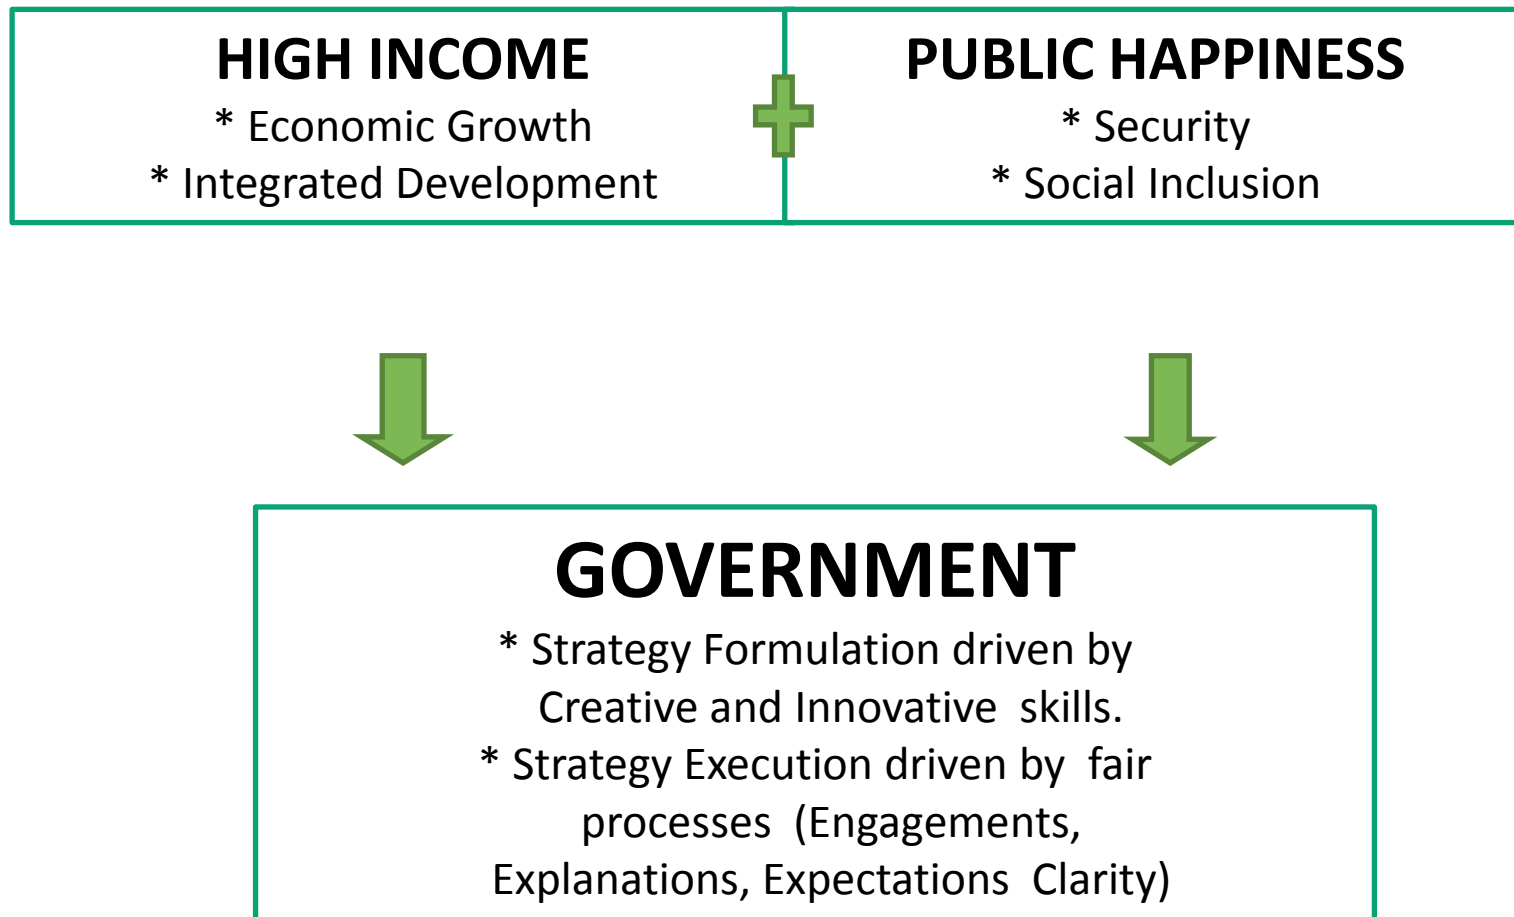 HIGH INCOME
* Economic Growth
* Integrated Development
PUBLIC HAPPINESS
* Security
* Social Inclusion
GOVERNMENT
* Strategy Formulation driven by
Creative and Innovative  skills.
* Strategy Execution driven by  fair
processes  (Engagements,
Explanations, Expectations  Clarity)